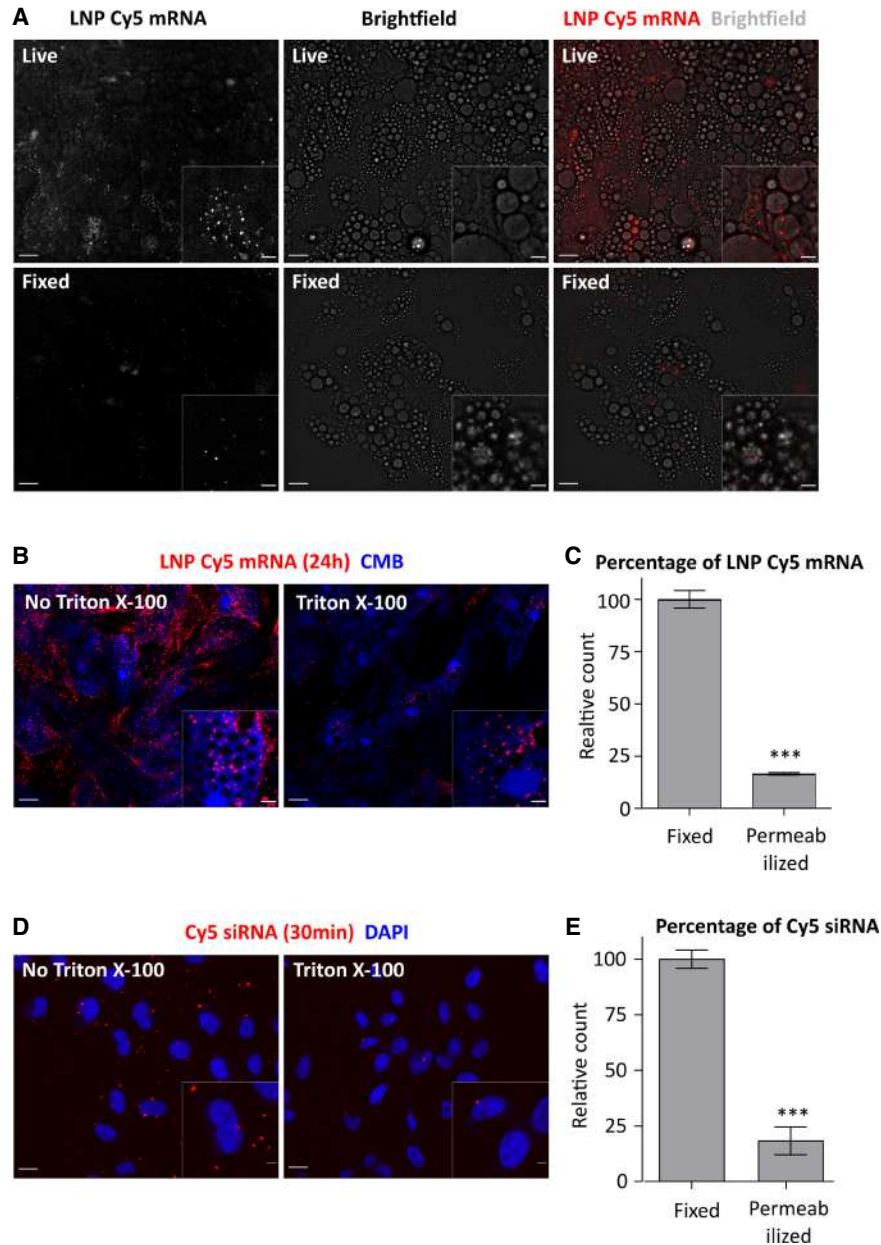 A
LNP Cy5 mRNA
Brightfield
LNP Cy5 mRNA Brightfield
Live
Live
Live
Fixed
Fixed
Fixed
B
LNP Cy5 mRNA (24h) CMB
No Triton X-100
Triton X-100
C
Percentage of LNP Cy5 mRNA
Realtive count
100
75
50
25
0
***
Fixed
Permeab
ilized
D
Cy5 siRNA (30min) DAPI
No Triton X-100
Triton X-100
E
Percentage of Cy5 siRNA
Relative count
100
75
50
25
0
***
Fixed
Permeab
ilized